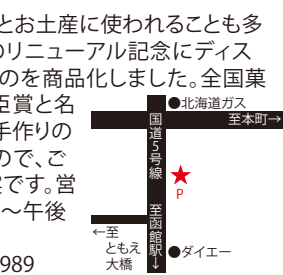 とお土産に使われることも多
のリニューアル記念にディス
のを商品化しました。全国菓
臣賞と名
手作りの
ので、ご
です。営
～午後
989
●北海道ガス
至本町→
国道5号線
至函館駅→
P
←至
ともえ
大橋
●ダイエー